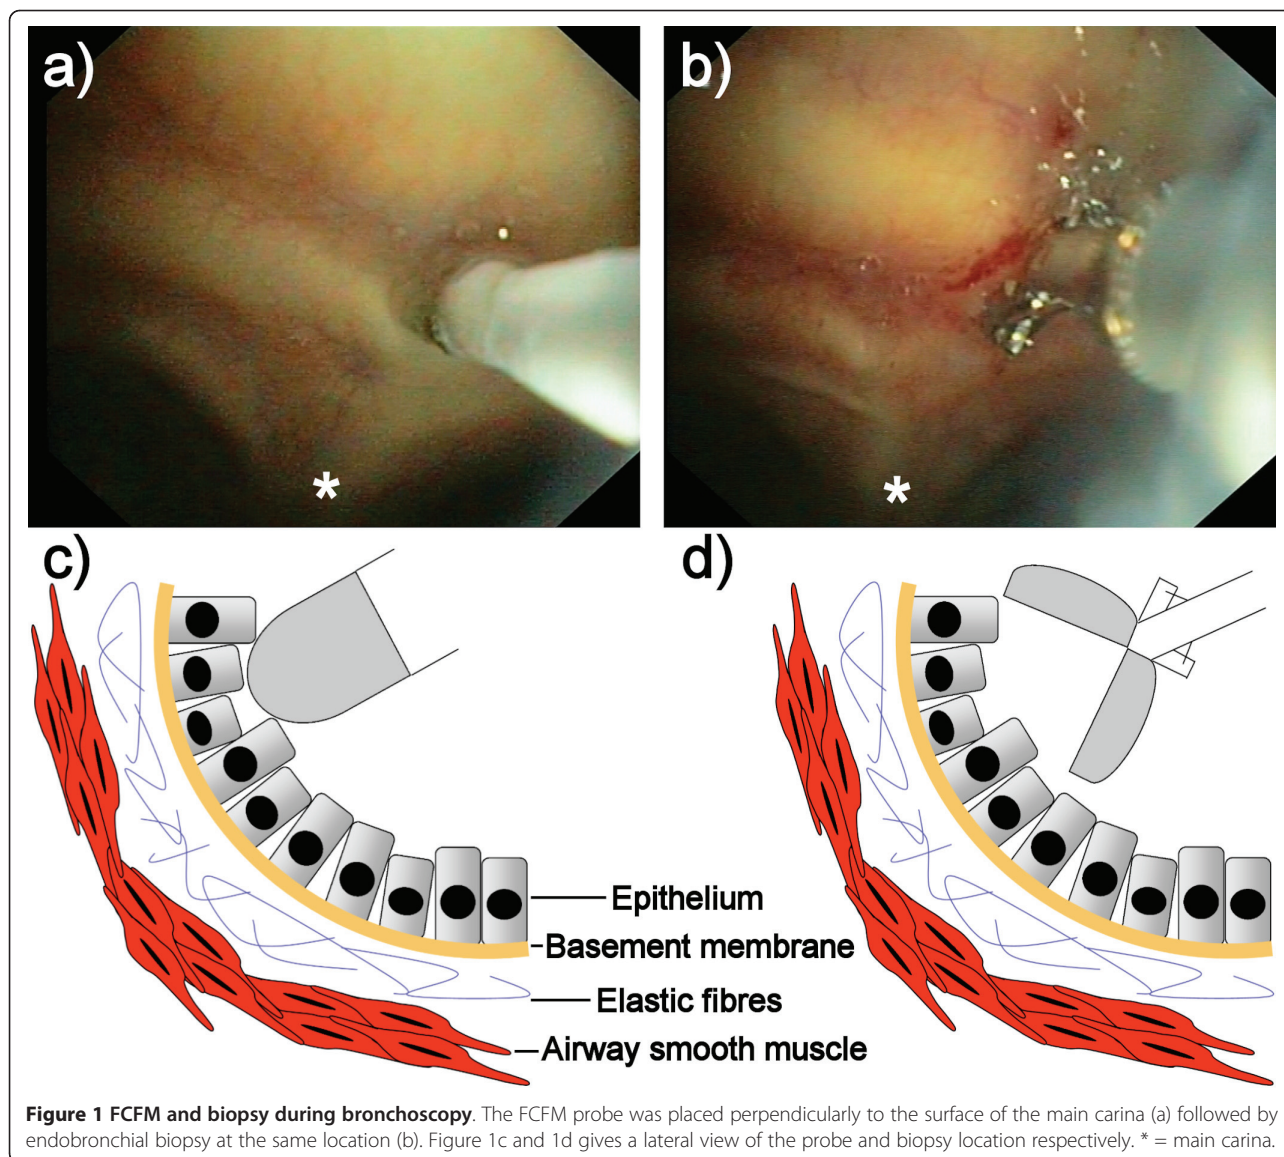 a)
b)
*
*
c)
d)
Epithelium
Basement membrane
Elastic fibres
Airway smooth muscle
Figure 1 FCFM and biopsy during bronchoscopy. The FCFM probe was placed perpendicularly to the surface of the main carina (a) followed by
endobronchial biopsy at the same location (b). Figure 1c and 1d gives a lateral view of the probe and biopsy location respectively. * = main carina.